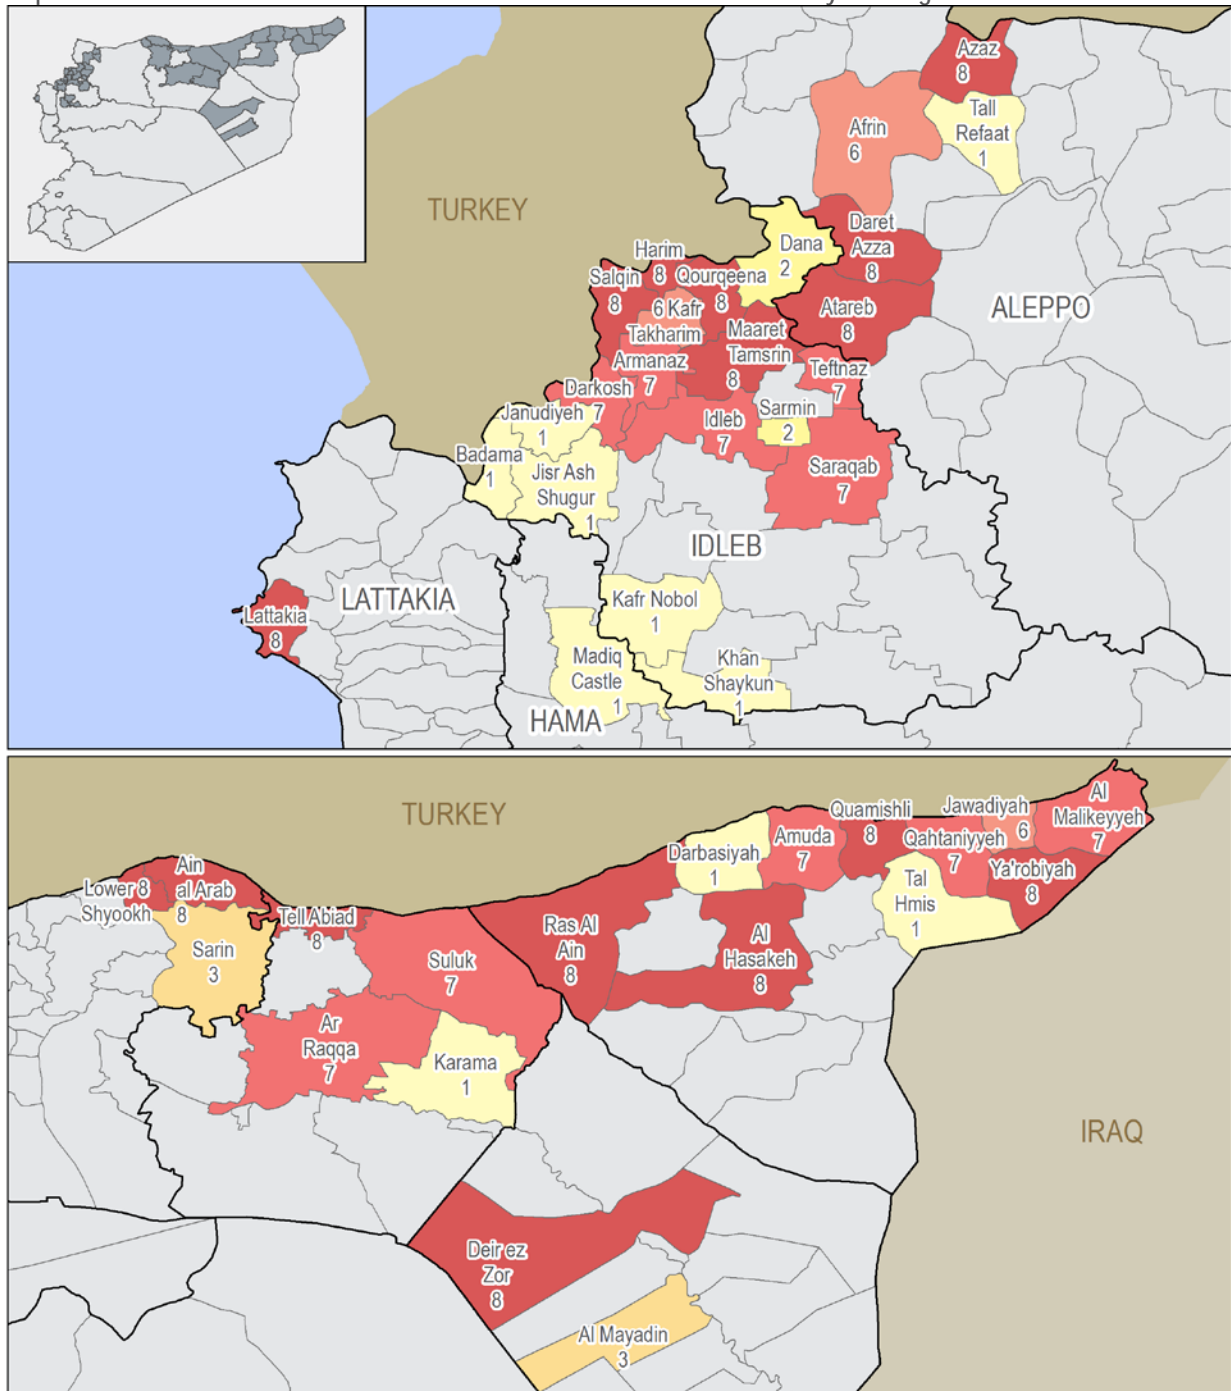 Azaz
8
Tall
Refaat
1
Afrin
6
TURKEY
Dana
2
Daret
Azza
8
Harim
8
Salqin
8
Qourqeena
8
6 Kafr
Takharim
Atareb
8
ALEPPO
Maaret
Tamsrin
8
Armanaz
7
Teftnaz
7
Darkosh
7
Janudiyeh
1
Idleb
7
Sarmin
2
Badama
1
Jisr Ash
Shugur
1
Saraqab
7
IDLEB
LATTAKIA
Lattakia
8
Kafr Nobol
1
Madiq
Castle
1
Khan
Shaykun
1
HAMA
TURKEY
Quamishli
8
Jawadiyah
6
Al
Malikeyyeh
7
Darbasiyah
1
Amuda
7
Qahtaniyyeh
7
Ya'robiyah
8
Lower 8
Shyookh
Ain
al Arab
8
Tell Abiad
8
Tal
Hmis
1
Ras Al
Ain
8
Al
Hasakeh
8
Sarin
3
Suluk
7
Ar
Raqqa
7
Karama
1
IRAQ
Deir ez
Zor
8
Al Mayadin
3